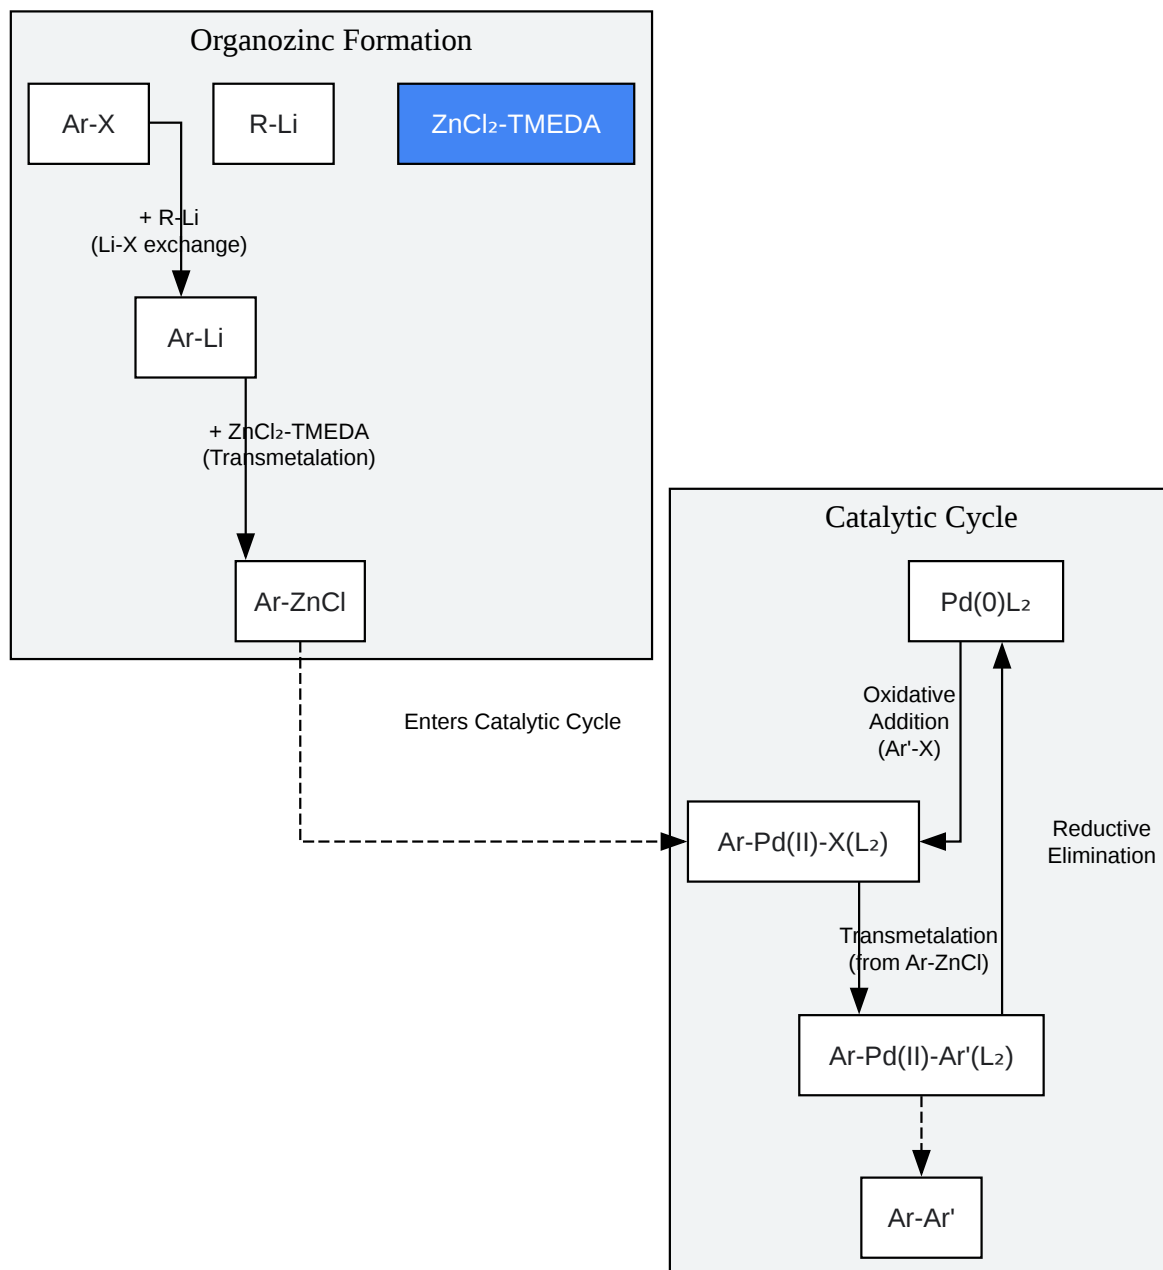 Organozinc Formation
Ar-X
R-Li
ZnCl₂-TMEDA
+ R-Li
(Li-X exchange)
Ar-Li
+ ZnCl₂-TMEDA
(Transmetalation)
Ar-ZnCl
Enters Catalytic Cycle
Catalytic Cycle
Pd(0)L₂
Oxidative
Addition
(Ar'-X)
Ar-Pd(II)-X(L₂)
Reductive
Elimination
Transmetalation
(from Ar-ZnCl)
Ar-Pd(II)-Ar'(L₂)
Ar-Ar'